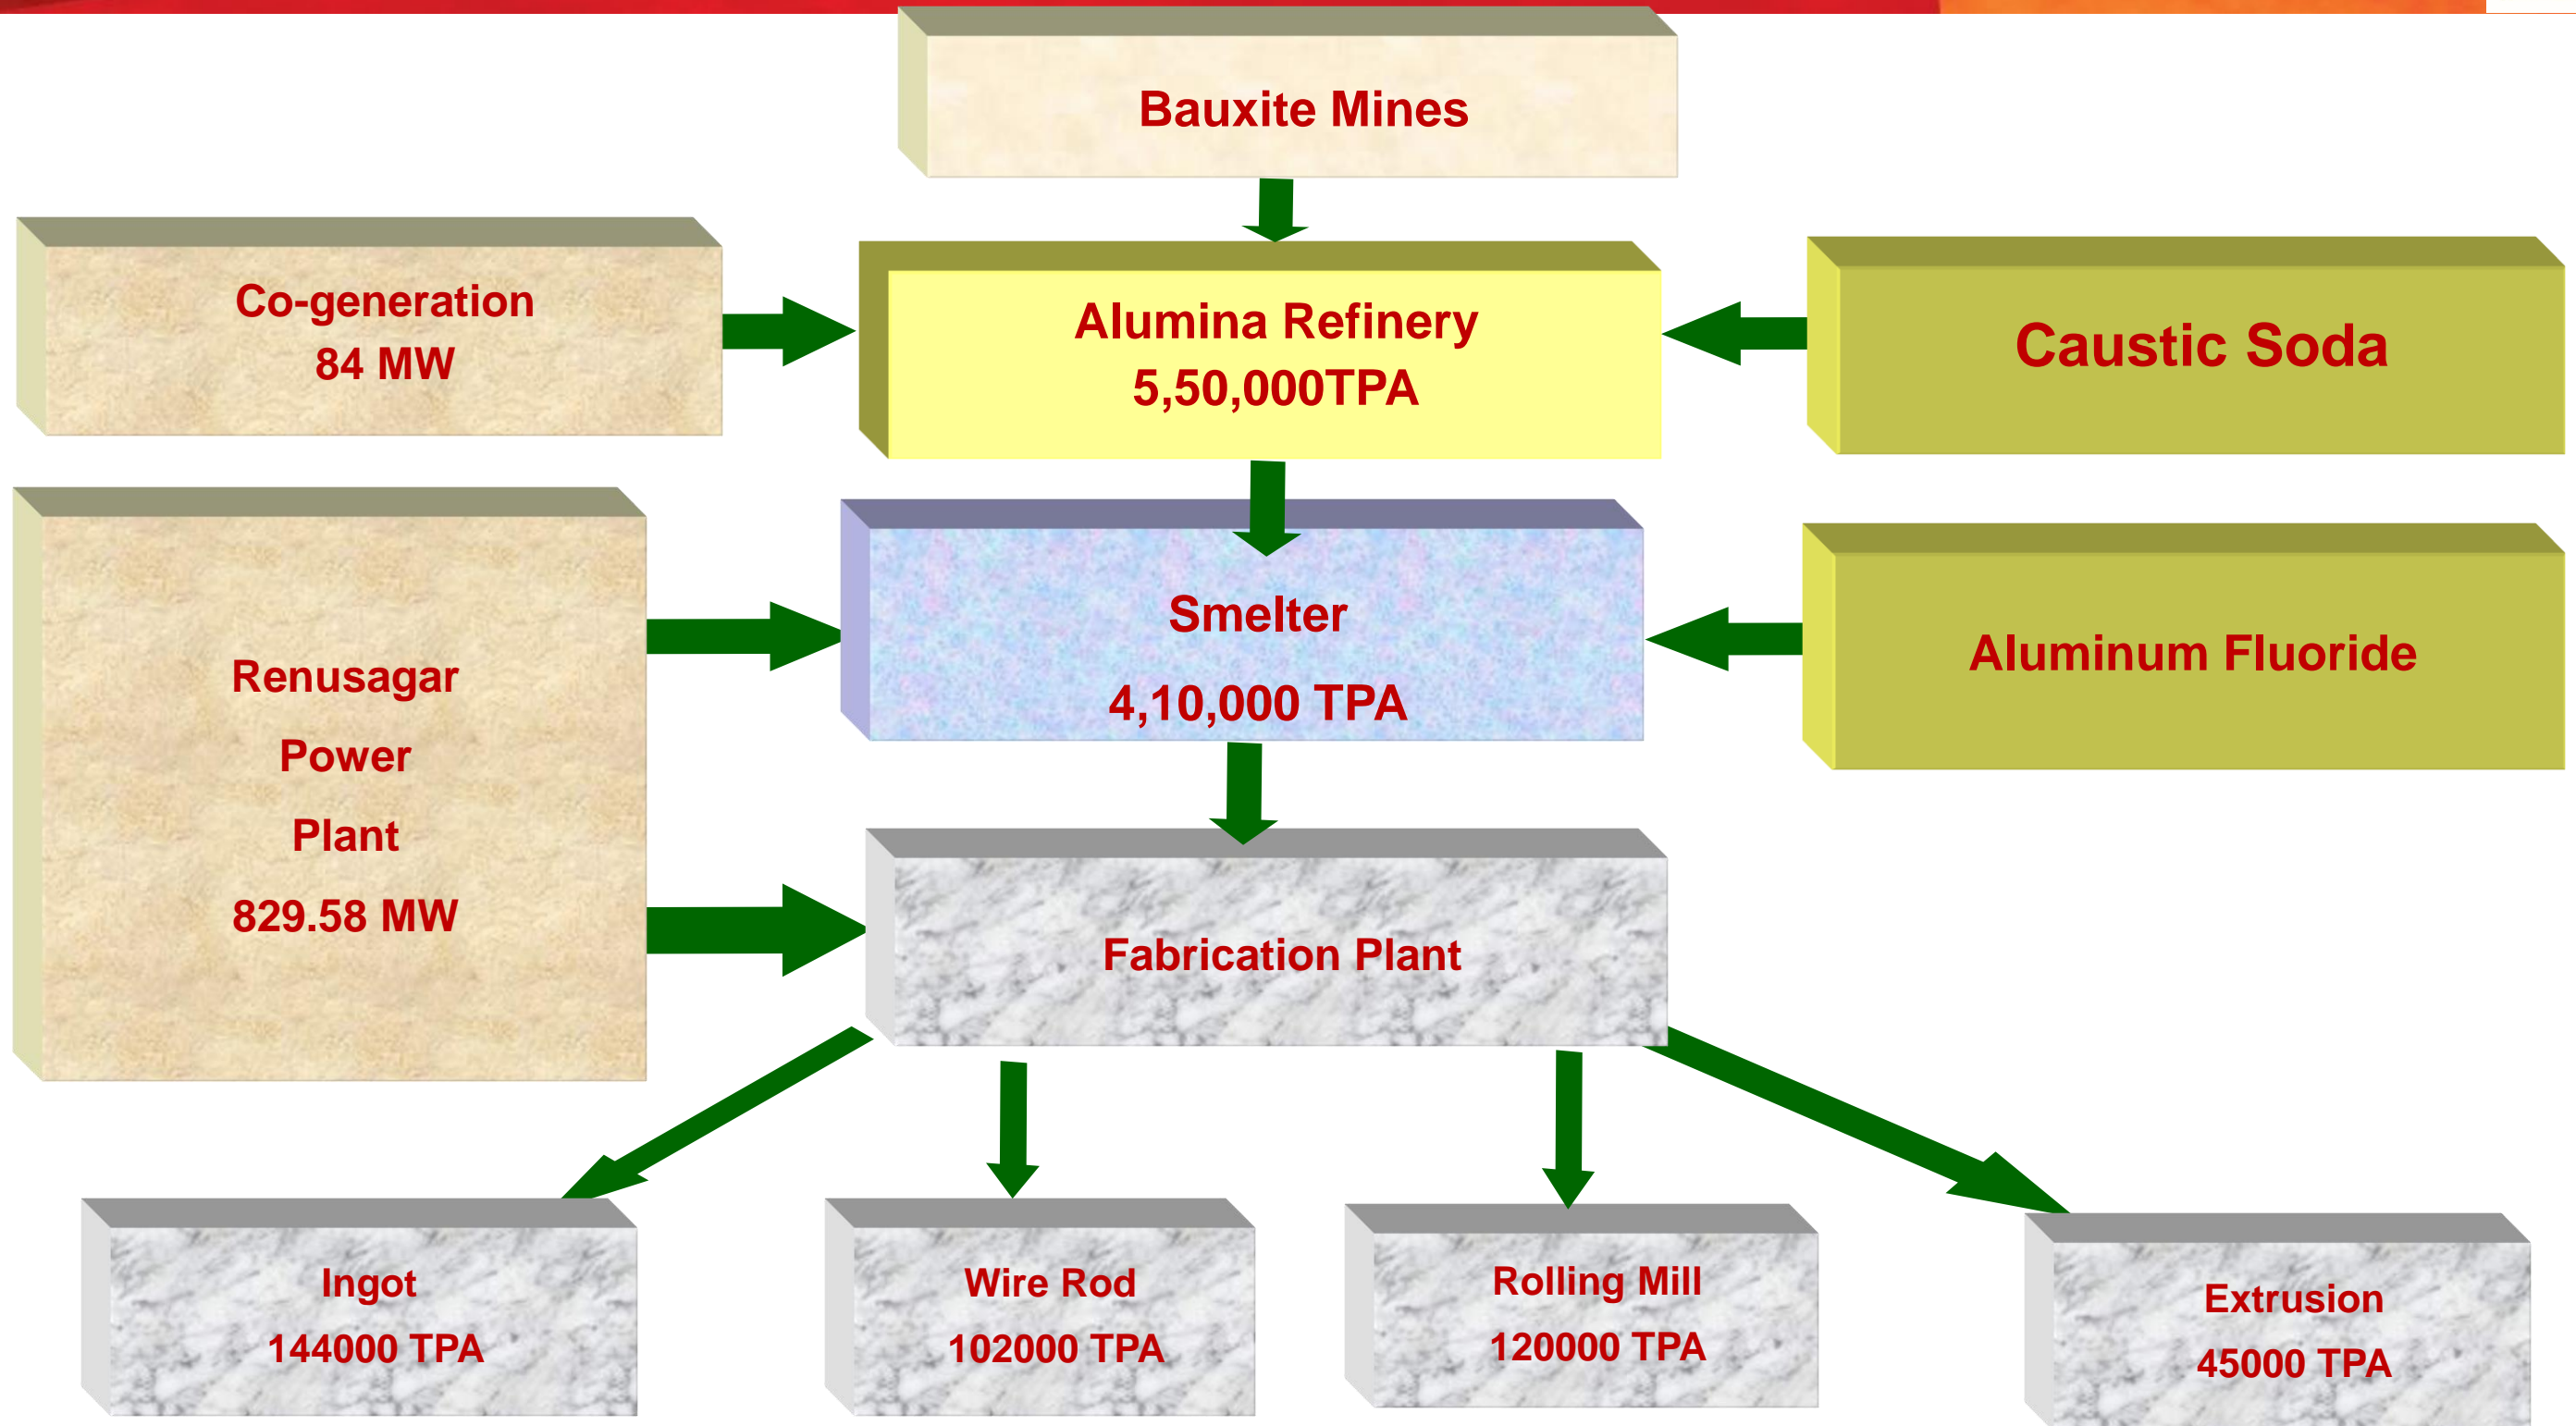 Bauxite Mines
Co-generation
84 MW
Alumina Refinery
5,50,000TPA
Caustic Soda
Renusagar
Power
Plant
829.58 MW
Smelter
4,10,000 TPA
Aluminum Fluoride
Fabrication Plant
Ingot
144000 TPA
Wire Rod
102000 TPA
Rolling Mill
120000 TPA
Extrusion
45000 TPA